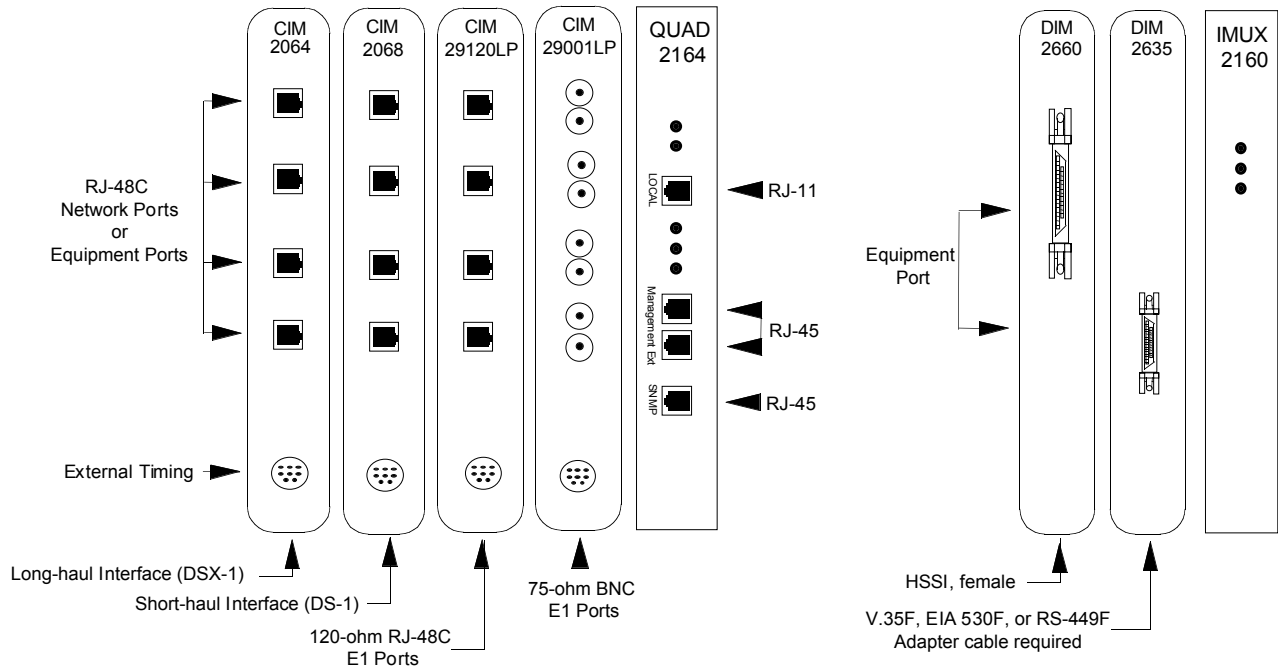 CIM
2064
CIM
2068
CIM
29120LP
CIM
29001LP
QUAD
2164
DIM
2660
DIM
2635
IMUX
2160
RJ-48C
Network Ports
or
Equipment Ports
LOCAL
RJ-11
Equipment
Port
Management Ext
RJ-45
SNMP
RJ-45
External Timing
Long-haul Interface (DSX-1)
Short-haul Interface (DS-1)
120-ohm RJ-48C
E1 Ports
75-ohm BNC
E1 Ports
HSSI, female
V.35F, EIA 530F, or RS-449F
Adapter cable required